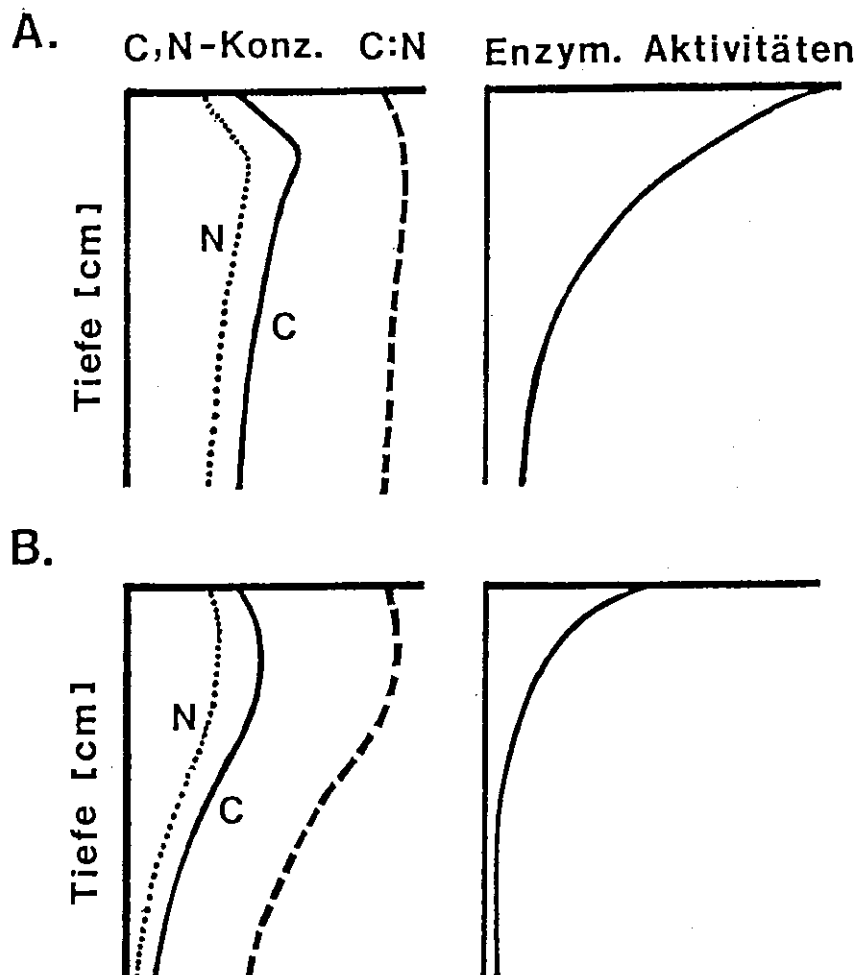 A.
C,N-Konz. C:N Enzym. Aktivitäten
Tiefe [cm]
N
C
B.
Tiefe [cm]
N
C